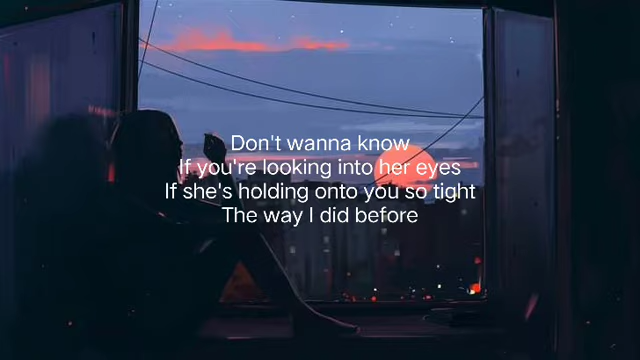 Don't wanna know
If you're looking into her eyes
If she's holding onto you so tight
The way I did before